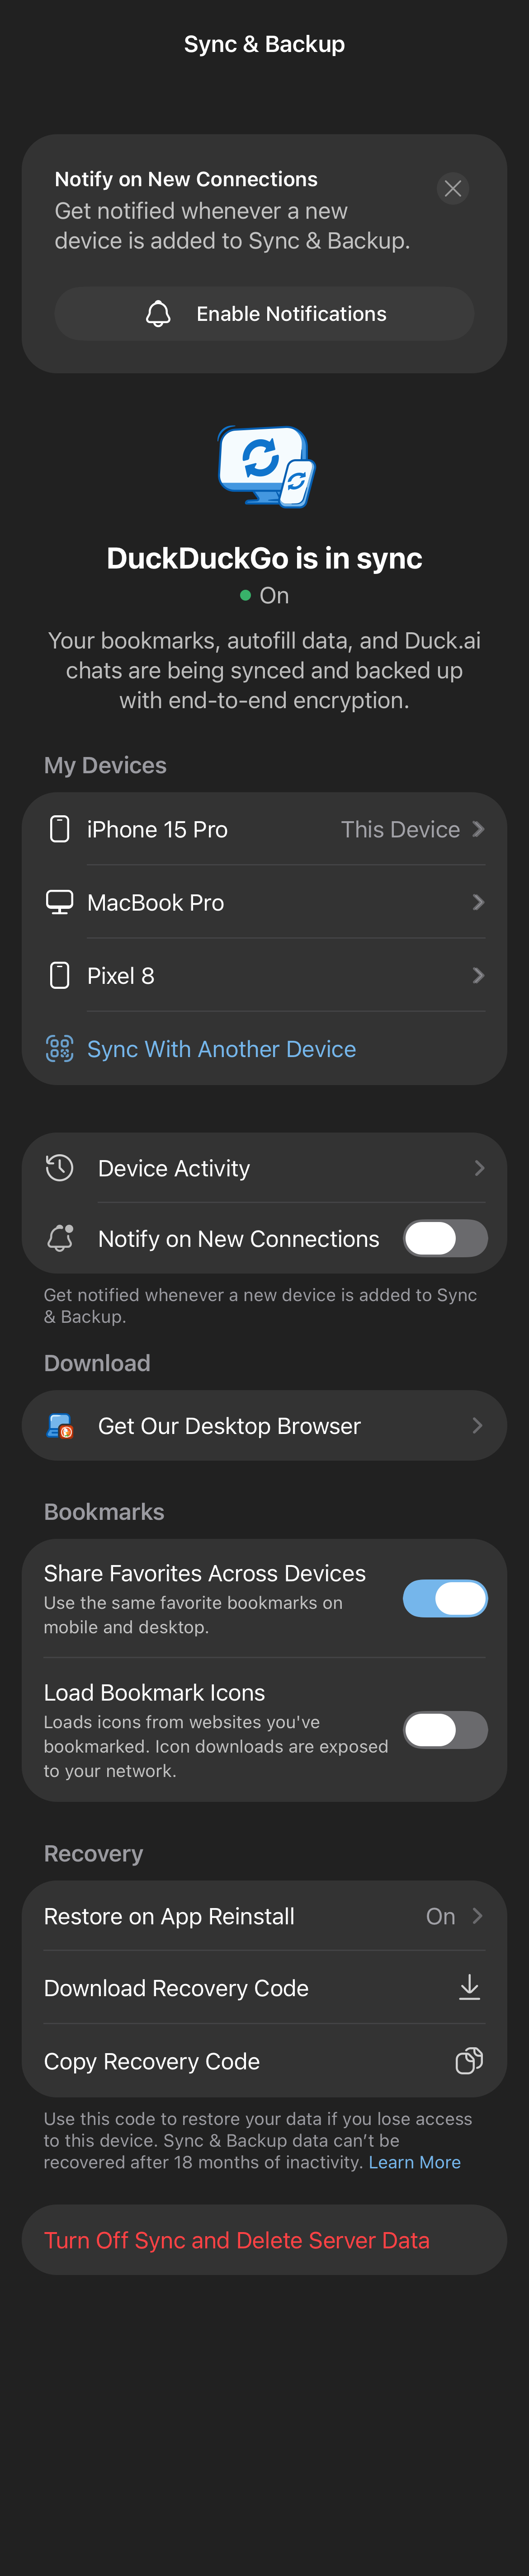 Sync & Backup
Notify on New Connections
Get notified whenever a new
device is added to Sync & Backup.
Enable Notifications
DuckDuckGo is in sync
On
Your bookmarks, autofill data, and Duck.ai
chats are being synced and backed up
with end-to-end encryption.
My Devices
iPhone 15 Pro This Device
MacBook Pro
Pixel 8
Sync With Another Device
Device Activity
Notify on New Connections
Get notified whenever a new device is added to Sync
& Backup.
Download
Get Our Desktop Browser
Bookmarks
Share Favorites Across Devices
Use the same favorite bookmarks on
mobile and desktop.
Load Bookmark Icons
Loads icons from websites you've
bookmarked. Icon downloads are exposed
to your network.
Recovery
Restore on App Reinstall On
Download Recovery Code
Copy Recovery Code
Use this code to restore your data if you lose access
to this device. Sync & Backup data can’t be
recovered after 18 months of inactivity. Learn More
Turn Off Sync and Delete Server Data